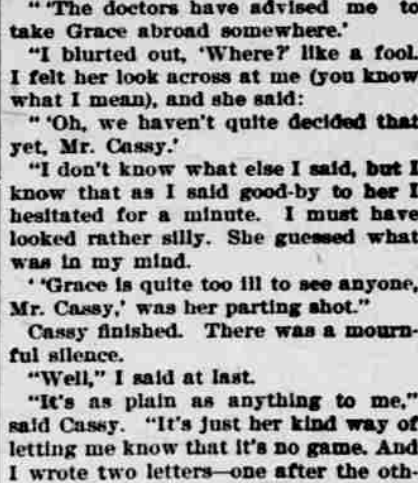 " 'The doctors have advised me to
take Grace abroad somewhere.'
"I blurted out, 'Where?' like a fool.
I felt her look across at me (you know
what I mean), and she said:
" 'Oh, we haven't quite decided that
yet, Mr. Cassy.'
"I don't know what else I said, but I
know that as I said good-by to her I
hesitated for a minute. I must have
looked rather silly. She guessed what
was in my mind.
' "Grace is quite too ill to see anyone,
Mr. Cassy,' was her parting shot."
Cassy finished. There was a mourn-
ful silence.
"Well," I said at last.
"It's as plain as anything to me,"
said Cassy. "It's just her kind way of
letting me know that it's no game. And
I wrote two letters—one after the oth-